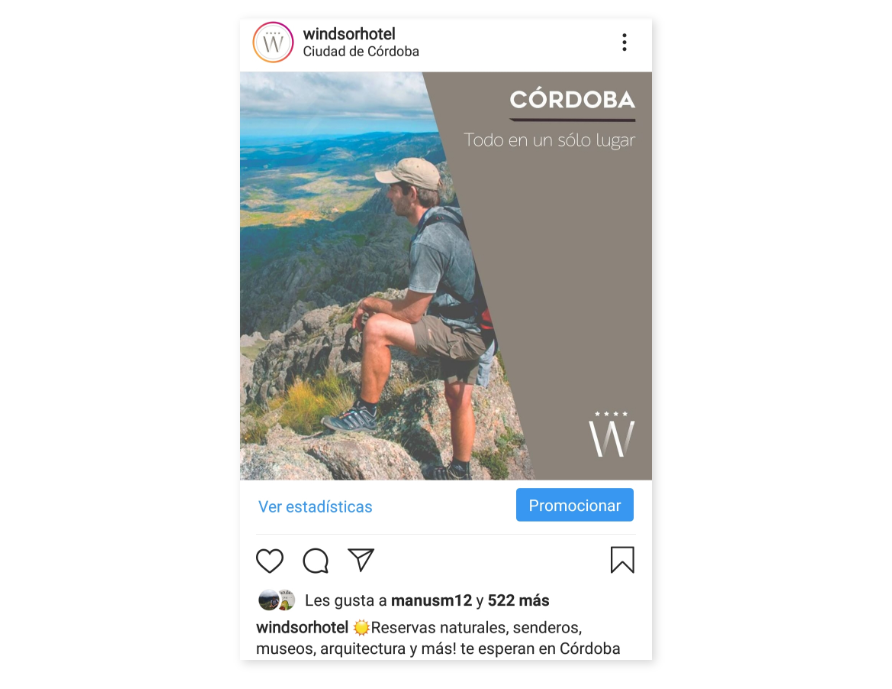 W
windsorhotel
Ciudad de Córdoba
CÓRDOBA
Todo en un sólo lugar
W
Ver estadísticas
Promocionar
Les gusta a manusm12 y 522 más
windsorhotel Reservas naturales, senderos,
museos, arquitectura y más! te esperan en Córdoba